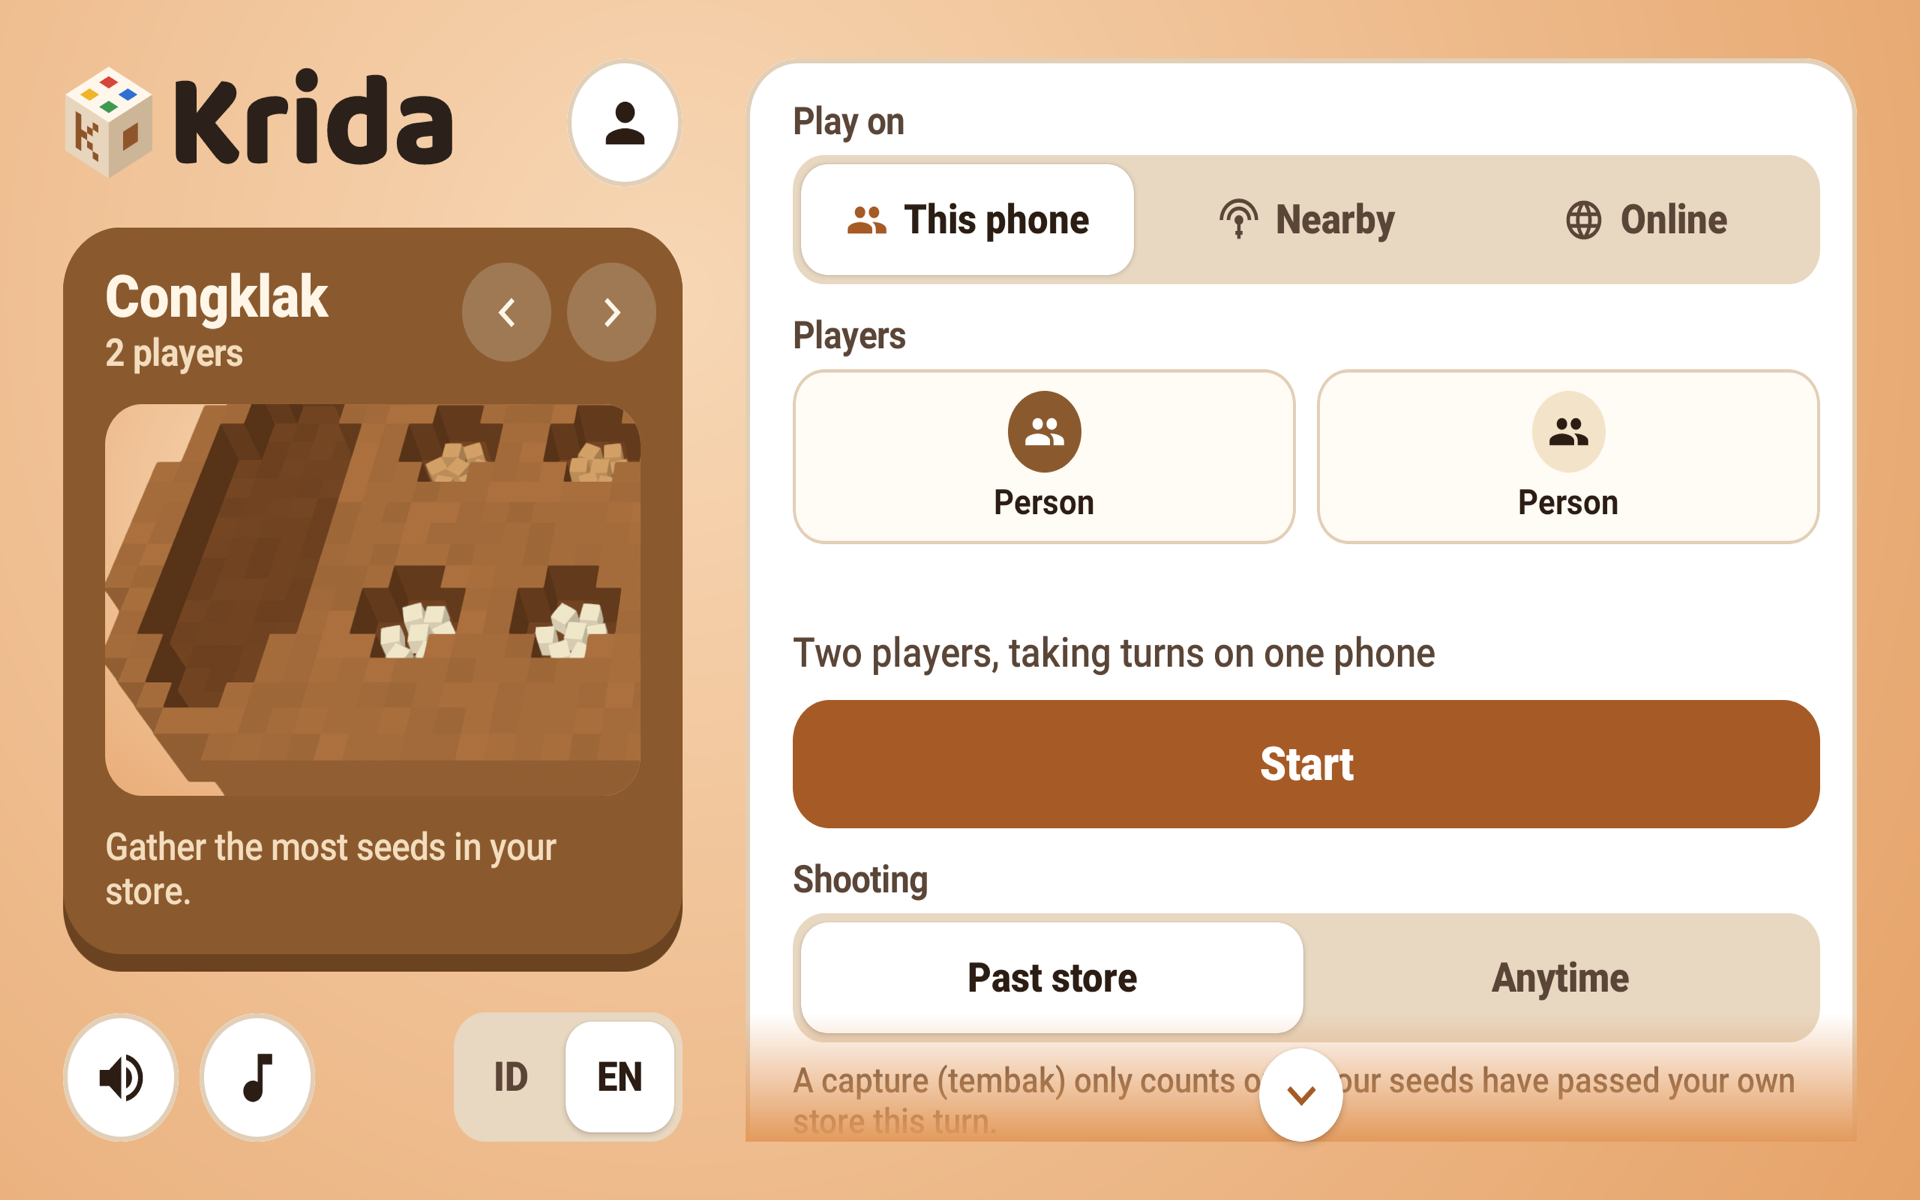 Krida
Congklak
2 players
Gather the most seeds in your
store.
ID
EN
Play on
This phone
Nearby
Online
Players
Person
Person
Two players, taking turns on one phone
Start
Shooting
Past store
Anytime
A capture (tembak) only counts our seeds have passed your own
store this turn.